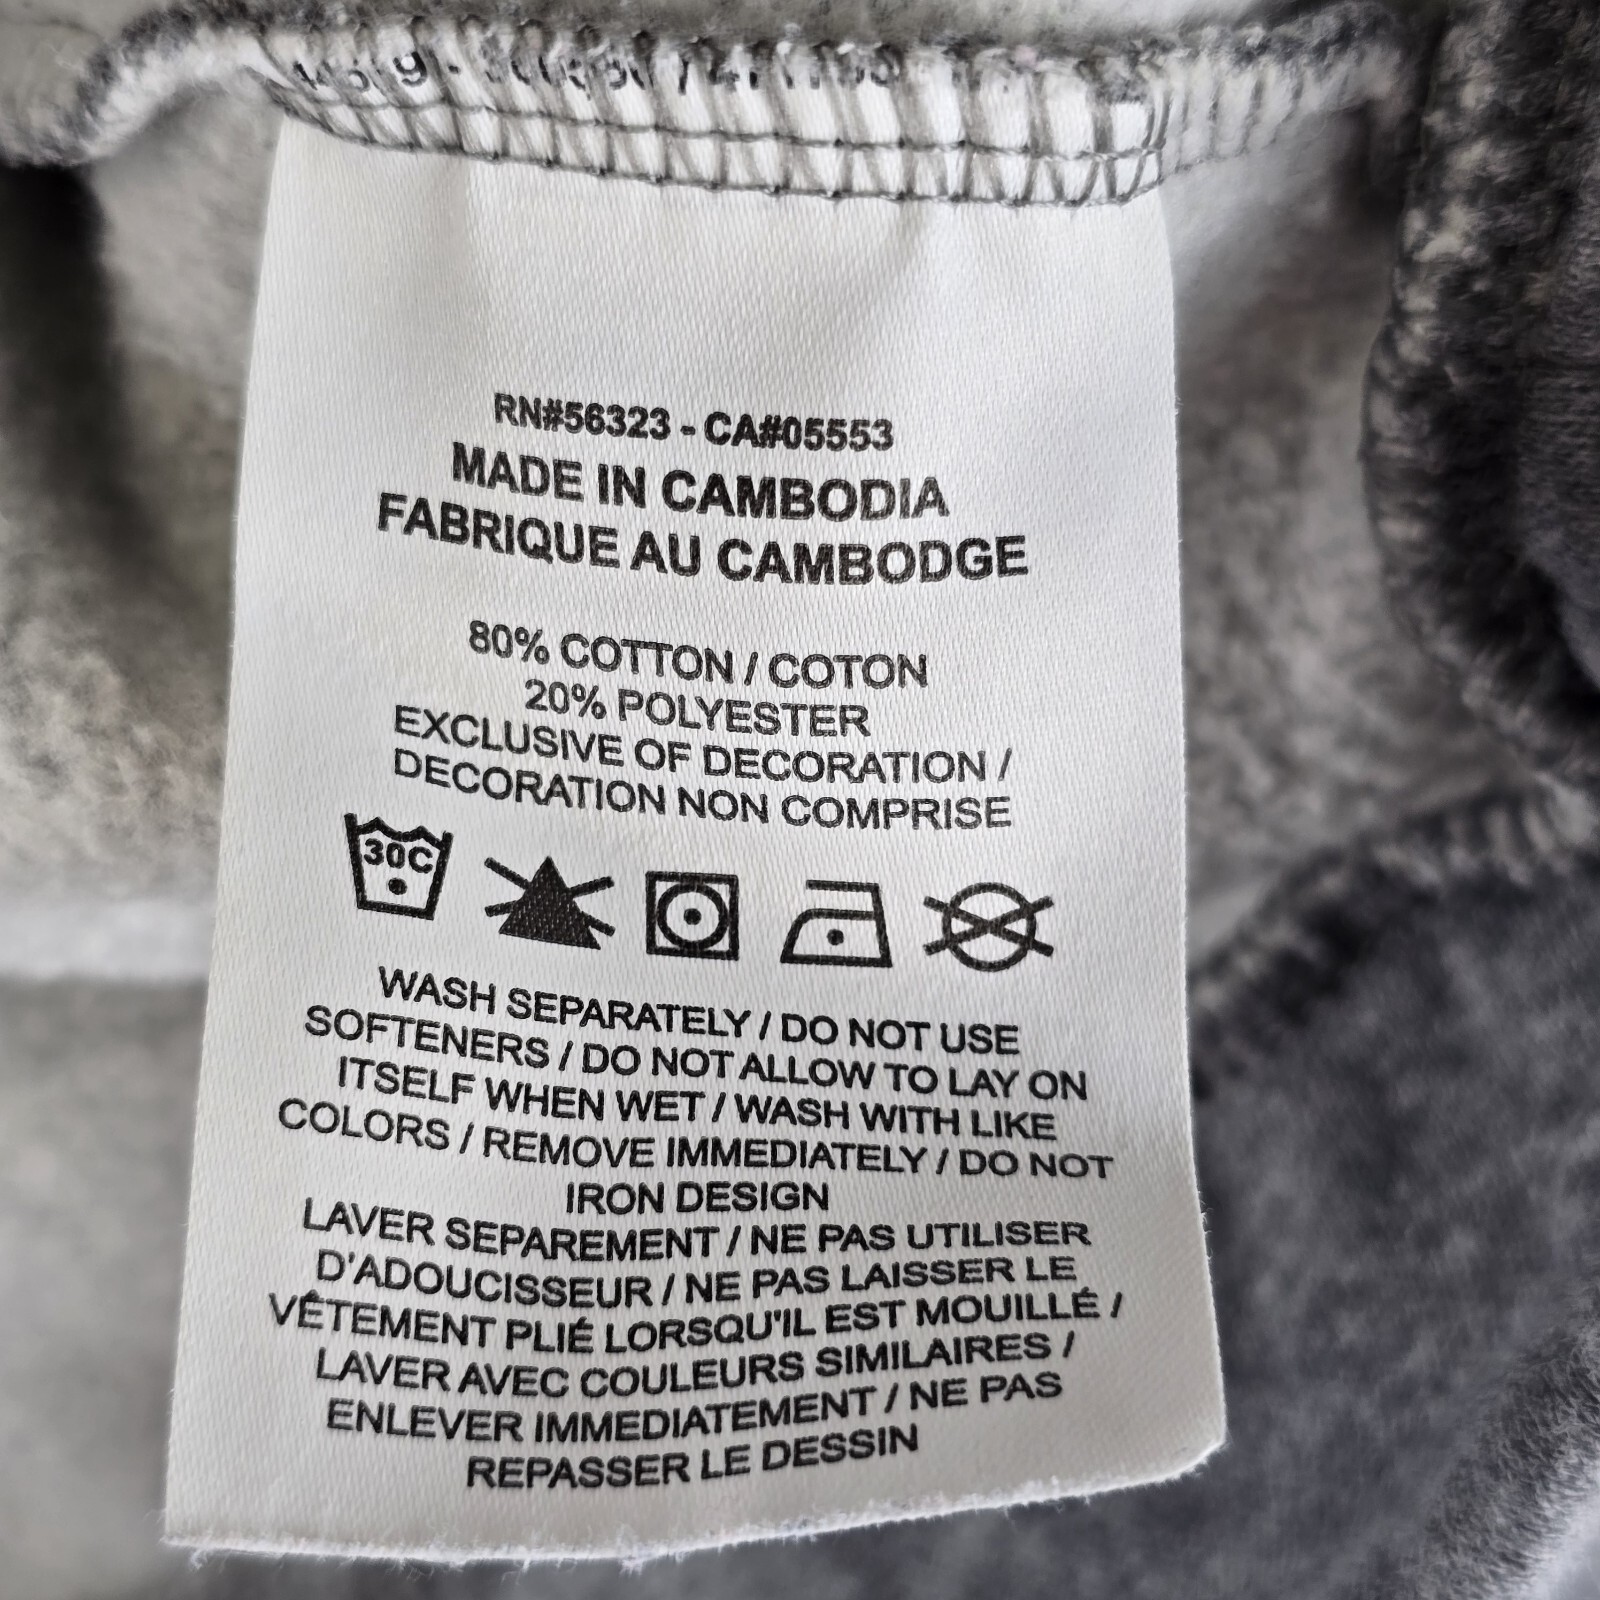 RN#56323 - CA#05553
MADE IN CAMBODIA
FABRIQUE AU CAMBODGE
80% COTTON / COTON
20% POLYESTER
EXCLUSIVE OF DECORATION /
DECORATION NON COMPRISE
30C
WASH SEPARATELY / DO NOT USE
SOFTENERS / DO NOT ALLOW TO LAY ON
ITSELF WHEN WET / WASH WITH LIKE
COLORS / REMOVE IMMEDIATELY / DO NOT
IRON DESIGN
LAVER SEPAREMENT / NE PAS UTILISER
D'ADOUCISSEUR / NE PAS LAISSER LE
VÊTEMENT PLIÉ LORSQU'IL EST MOUILLÉ /
LAVER AVEC COULEURS SIMILAIRES /
ENLEVER IMMEDIATEMENT / NE PAS
REPASSER LE DESSIN